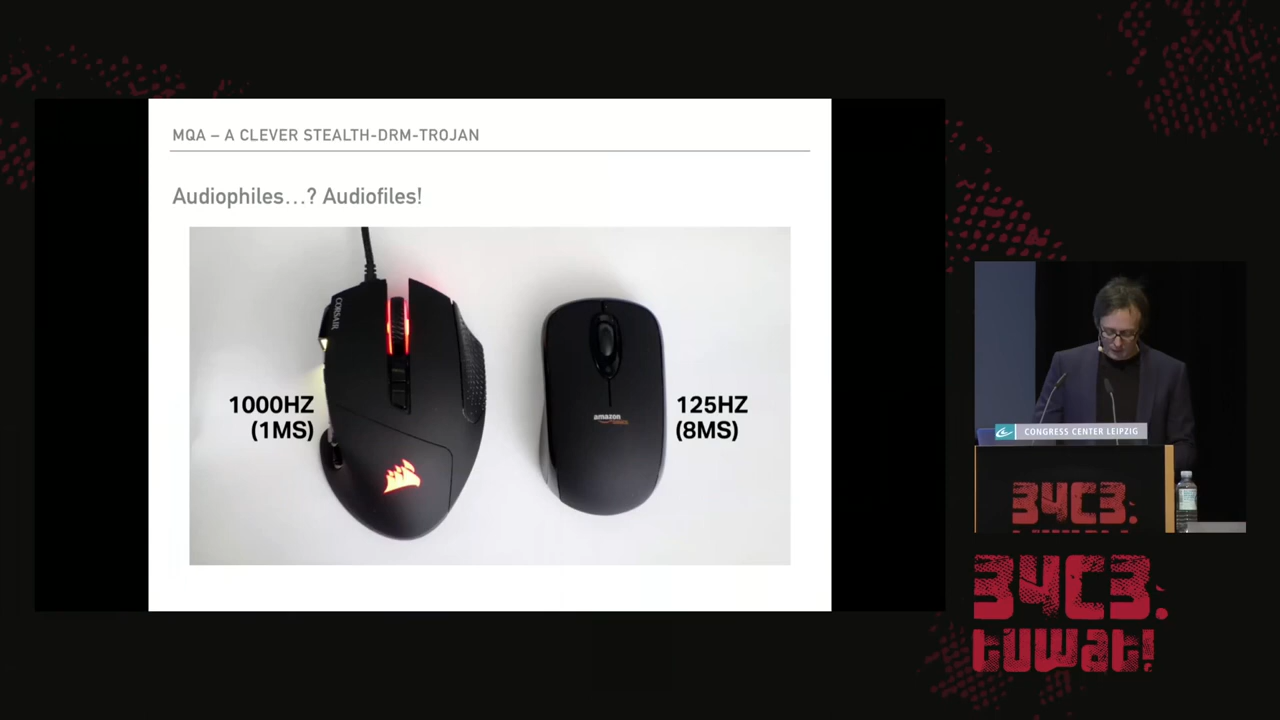 MQA – A CLEVER STEALTH-DRM-TROJAN
Audiophiles...? Audiofiles!
CORSAIR
1000HZ
(1MS)
amazon
125HZ
(8MS)
CONGRESS CENTER LEIPZIG
34C3.
34C3.
tuwat!